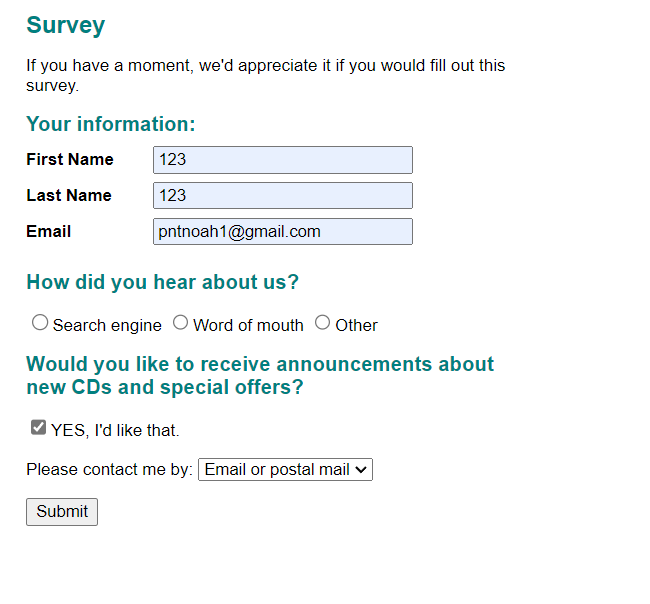 Survey
If you have a moment, we'd appreciate it if you would fill out this
survey.
Your information:
First Name 123
Last Name 123
Email pntnoah1@gmail.com
How did you hear about us?
Search engine Word of mouth Other
Would you like to receive announcements about
new CDs and special offers?
YES, I'd like that.
Please contact me by: Email or postal mail
Submit